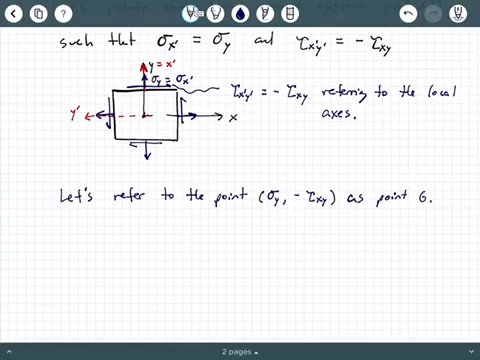 such that σx' = σy and τx'y' = - τxy
y = x'
σy = σx'
τx'y' = - τxy referring to the local
y'
x
axes.
Let's refer to the point (σy, - τxy) as point G.
2 pages